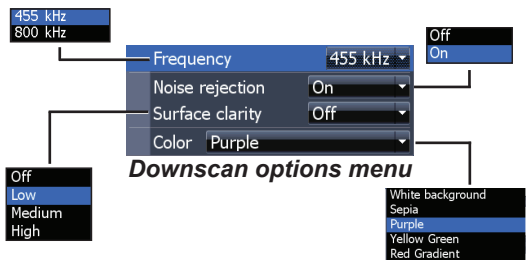 455 kHz
800 kHz
Off
On
Frequency 455 kHz
Noise rejection On
Surface clarity Off
Color Purple
Downscan options menu
Off
Low
Medium
High
White background
Sepia
Purple
Yellow Green
Red Gradient